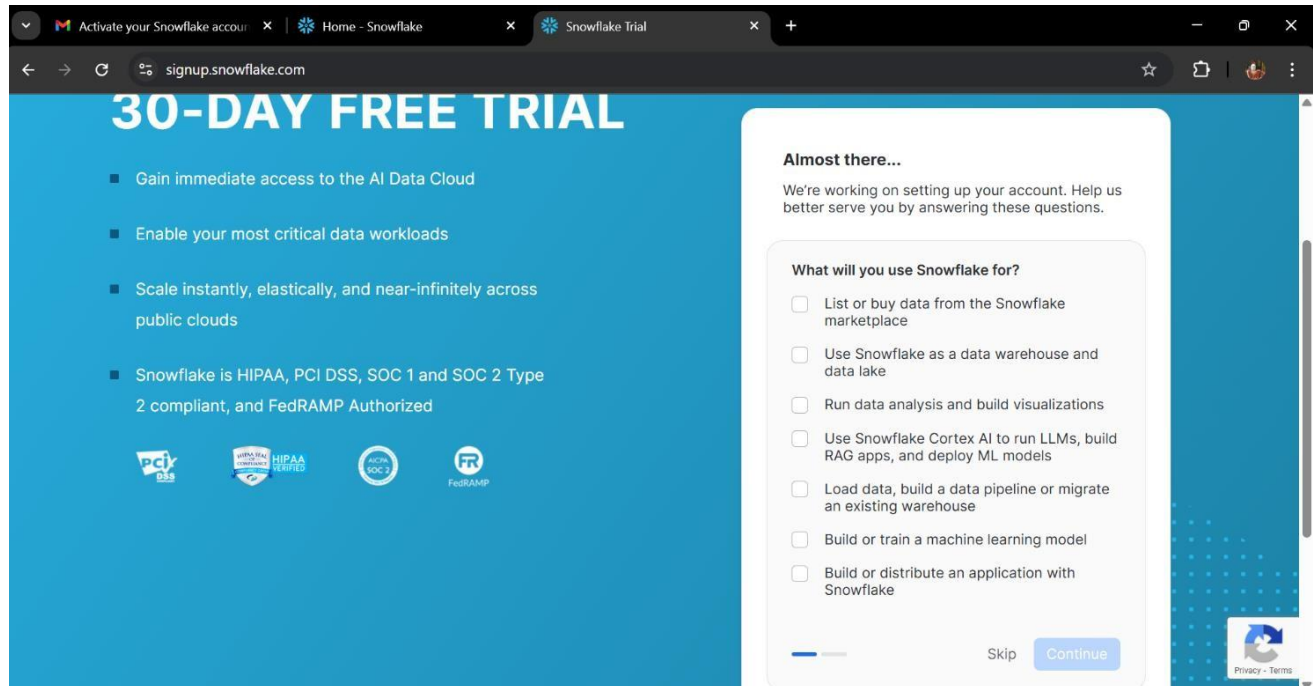 Activate your Snowflake accoun
Home - Snowflake
Snowflake Trial
signup.snowflake.com
30-DAY FREE TRIAL
Gain immediate access to the AI Data Cloud
Enable your most critical data workloads
Scale instantly, elastically, and near-infinitely across
public clouds
Snowflake is HIPAA, PCI DSS, SOC 1 and SOC 2 Type
2 compliant, and FedRAMP Authorized
PCI
DSS
HIPAA
VERIFIED
AICPA
SOC 2
FR
FedRAMP
Almost there...
We're working on setting up your account. Help us
better serve you by answering these questions.
What will you use Snowflake for?
List or buy data from the Snowflake
marketplace
Use Snowflake as a data warehouse and
data lake
Run data analysis and build visualizations
Use Snowflake Cortex AI to run LLMs, build
RAG apps, and deploy ML models
Load data, build a data pipeline or migrate
an existing warehouse
Build or train a machine learning model
Build or distribute an application with
Snowflake
Skip
Continue
Privacy - Terms